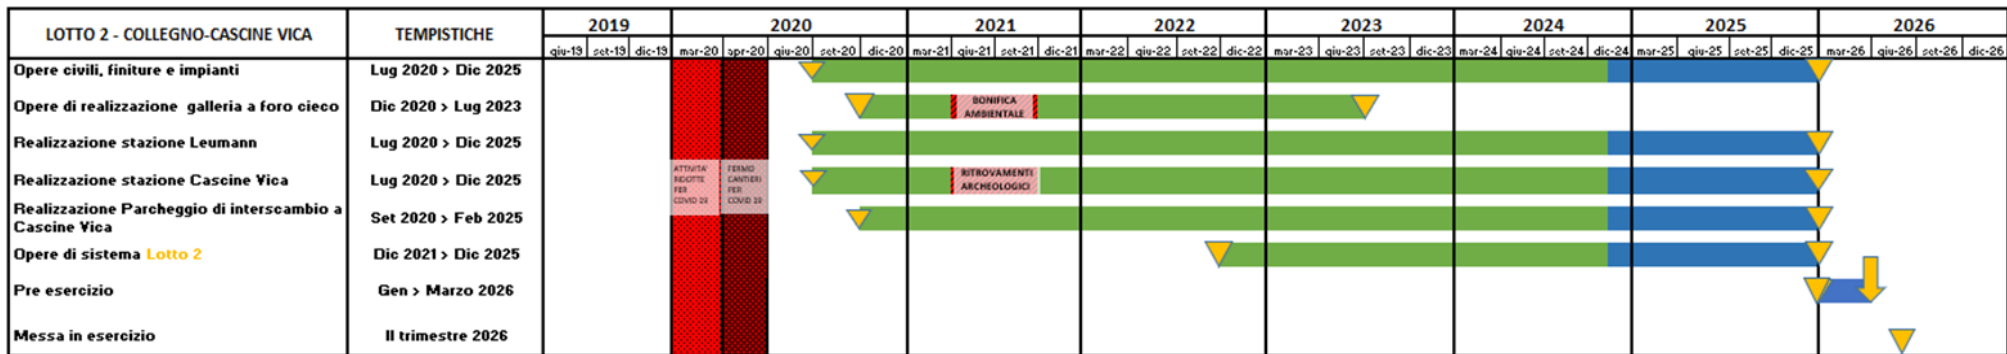 LOTTO 2 - COLLEGNO-CASCINE VICA TEMPISTICHE 2019 2020 2021 2022 2023 2024 2025 2026
giu-19 set-19 dic-19 mar-20 apr-20 giu-20 set-20 dic-20 mar-21 giu-21 set-21 dic-21 mar-22 giu-22 set-22 dic-22 mar-23 giu-23 set-23 dic-23 mar-24 giu-24 set-24 dic-24 mar-25 giu-25 set-25 dic-25 mar-26 giu-26 set-26 dic-26
Opere civili, finiture e impianti Lug 2020 > Dic 2025
Opere di realizzazione galleria a foro cieco Dic 2020 > Lug 2023
BONIFICA
AMBIENTALE
Realizzazione stazione Leumann Lug 2020 > Dic 2025
Realizzazione stazione Cascine Vica Lug 2020 > Dic 2025
ATTIVITA'
RIDOTTE
PER
COVID 19
FERMO
CANTIERI
PER
COVID 19
RITROVAMENTI
ARCHEOLOGICI
Realizzazione Parcheggio di interscambio a
Cascine Vica
Set 2020 > Feb 2025
Opere di sistema Lotto 2 Dic 2021 > Dic 2025
Pre esercizio Gen > Marzo 2026
Messa in esercizio II trimestre 2026